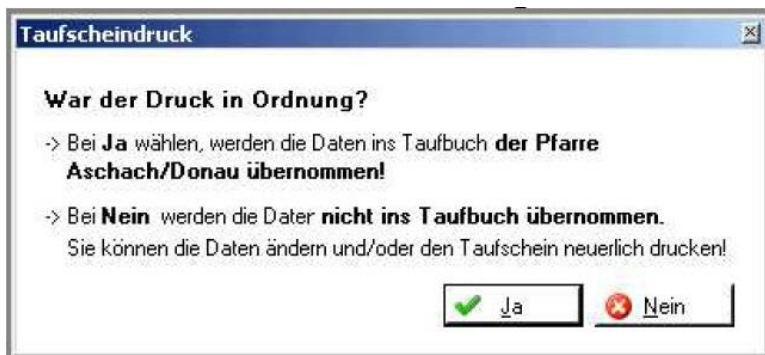 Taufscheindruck
War der Druck in Ordnung?
-> Bei Ja wählen, werden die Daten ins Taufbuch der Pfarre
Aschach/Donau übernommen!
-> Bei Nein werden die Dater nicht ins Taufbuch übernommen.
Sie können die Daten ändern und/oder den Taufschein neuerlich drucken!
Ja Nein